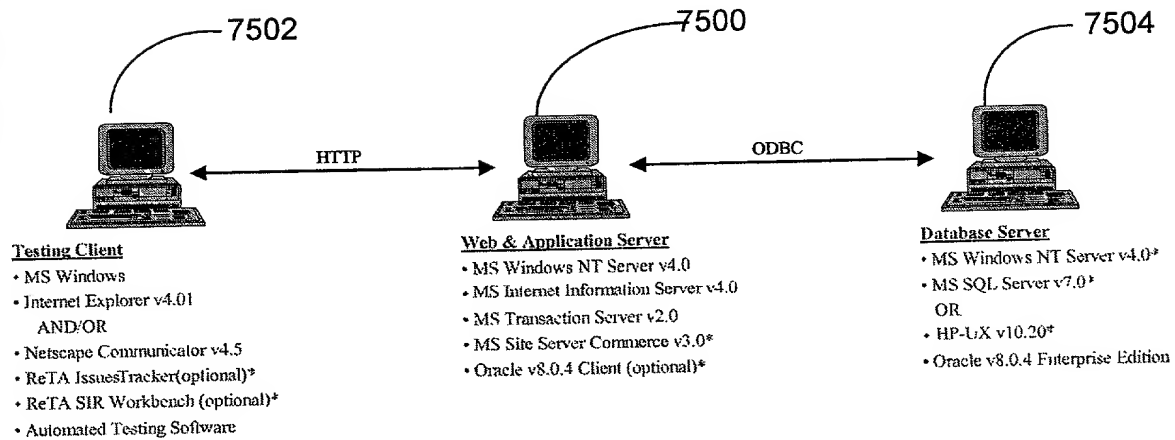 7502
7500
7504
HTTP
ODBC
Testing Client
• MS Windows
• Internet Explorer v4.01
AND/OR
• Netscape Communicator v4.5
• ReTA IssuesTracker(optional)*
• ReTA SIR Workbench (optional)*
• Automated Testing Software
Web & Application Server
• MS Windows NT Server v4.0
• MS Internet Information Server v4.0
• MS Transaction Server v2.0
• MS Site Server Commerce v3.0*
• Oracle v8.0.4 Client (optional)*
Database Server
• MS Windows NT Server v4.0*
• MS SQL Server v7.0*
OR
• HP-UX v10.20*
• Oracle v8.0.4 Enterprise Edition